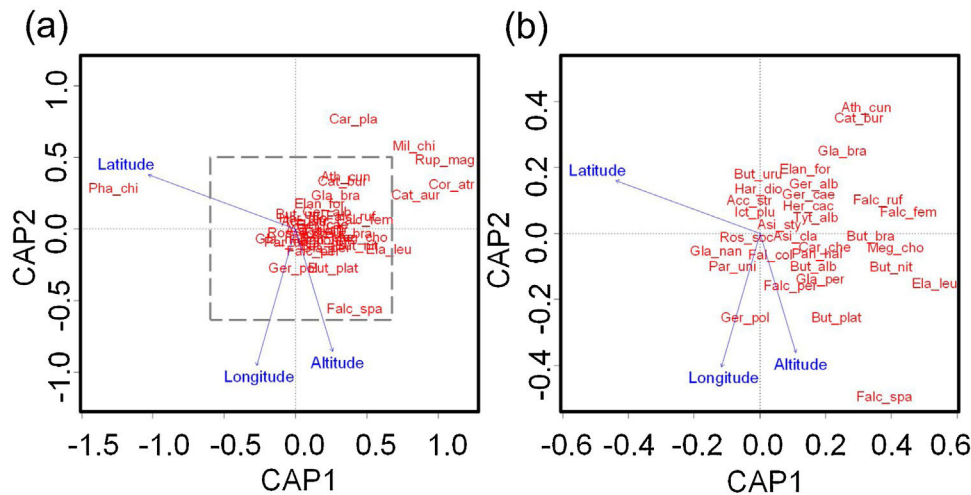 (a)
(b)
CAP2
1.0
0.5
0.0
-0.5
-1.0
Car_pla
Mil_chi
Rup_mag
Latitude
Ath_cun
Cat_bur
Cor_atr
Pha_chi
Gla_bra
Cat_aur
Elan_for
Ela_leu
Ger_pol
But_plat
Falc_spa
Longitude
Altitude
-1.5
-1.0
-0.5
0.0
0.5
1.0
CAP1
CAP2
0.4
0.2
0.0
-0.2
-0.4
Ath_cun
Cat_bur
Gla_bra
Latitude
But_uru
Elan_for
Har_dio
Ger_alb
Acc_str
Ger_cae
Falc_ruf
Ict_plu
Her_cac
Falc_fem
Tyt_alb
Asi_sty
Ros_soc
Asi_cla
But_bra
Gla_nan
Fal_col
Car_che
Pan_hal
Meg_cho
Par_uni
But_alb
But_nit
Falc_per
Gla_per
Ela_leu
Ger_pol
But_plat
Longitude
Altitude
Falc_spa
-0.6
-0.4
-0.2
0.0
0.2
0.4
0.6
CAP1